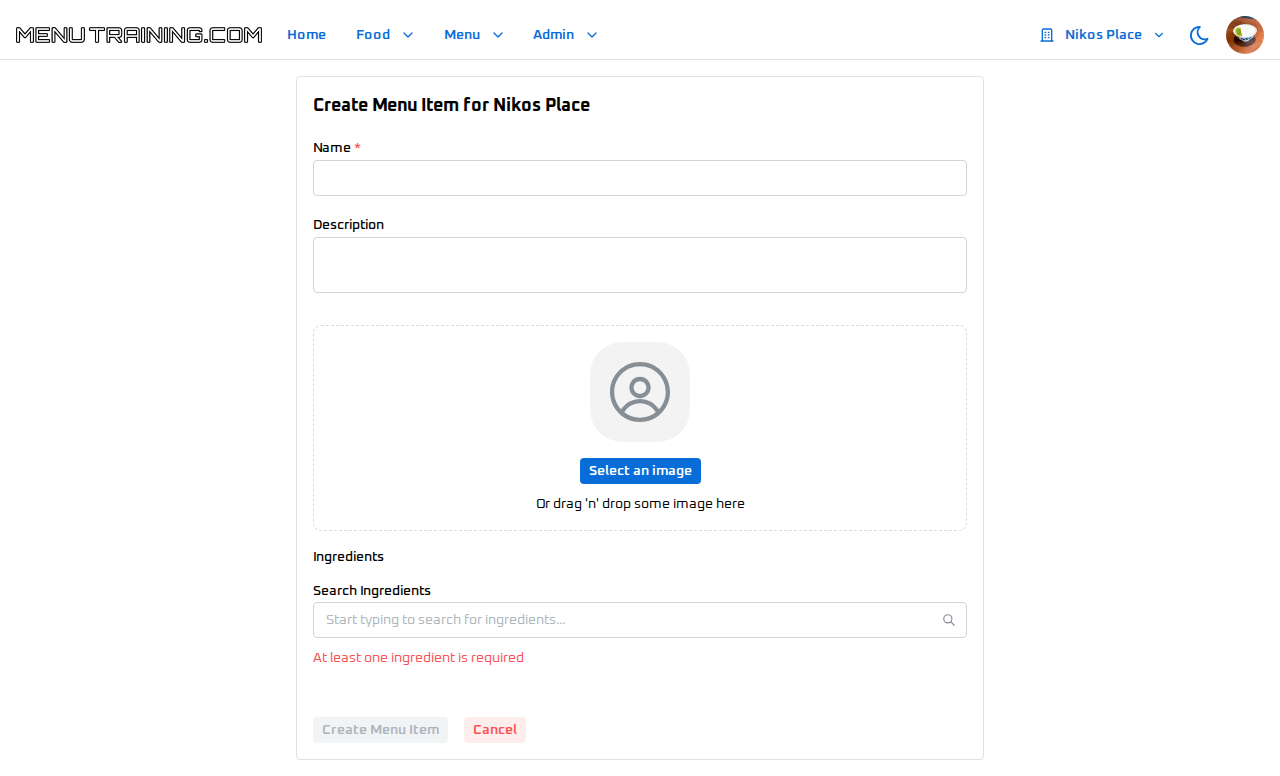 MENUTRAINING.COM Home Food Menu Admin Nikos Place
Create Menu Item for Nikos Place
Name *
Description
Select an image
Or drag 'n' drop some image here
Ingredients
Search Ingredients
Start typing to search for ingredients...
At least one ingredient is required
Create Menu Item Cancel